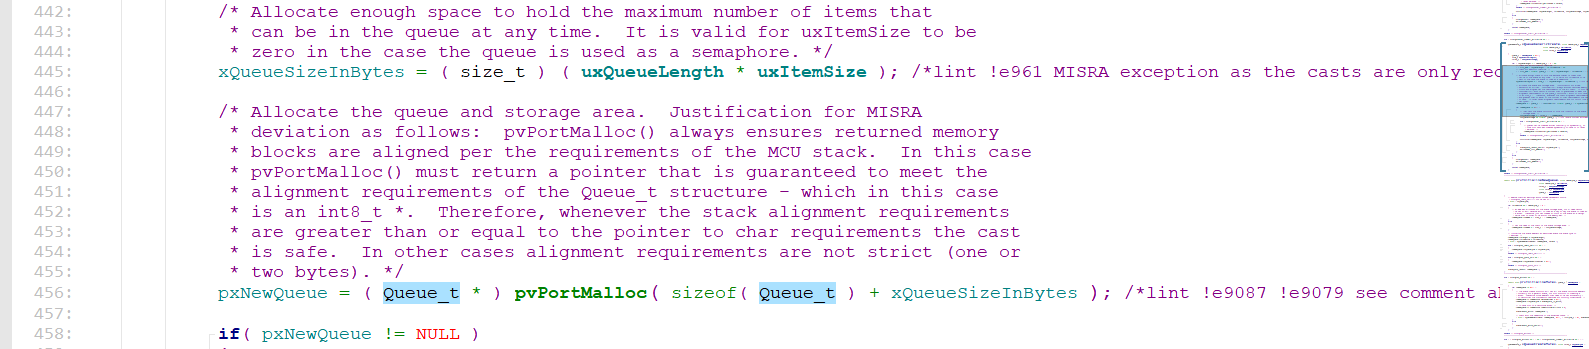 442: /* Allocate enough space to hold the maximum number of items that
443: * can be in the queue at any time.  It is valid for uxItemSize to be
444: * zero in the case the queue is used as a semaphore. */
445: xQueueSizeInBytes = ( size_t ) ( uxQueueLength * uxItemSize ); /*lint !e961 MISRA exception as the casts are only
446:
447: /* Allocate the queue and storage area.  Justification for MISRA
448: * deviation as follows:  pvPortMalloc() always ensures returned memory
449: * blocks are aligned per the requirements of the MCU stack.  In this case
450: * pvPortMalloc() must return a pointer that is guaranteed to meet the
451: * alignment requirements of the Queue_t structure - which in this case
452: * is an int8_t *.  Therefore, whenever the stack alignment requirements
453: * are greater than or equal to the pointer to char requirements the cast
454: * is safe.  In other cases alignment requirements are not strict (one or
455: * two bytes). */
456: pxNewQueue = ( Queue_t * ) pvPortMalloc( sizeof( Queue_t ) + xQueueSizeInBytes ); /*lint !e9087 !e9079 see comment
457:
458: if( pxNewQueue != NULL )